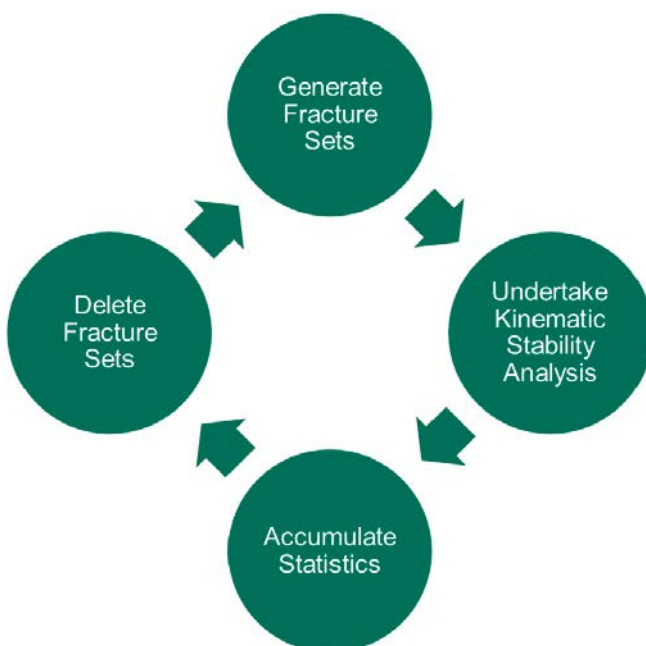 Generate
Fracture
Sets
Undertake
Kinematic
Stability
Analysis
Accumulate
Statistics
Delete
Fracture
Sets